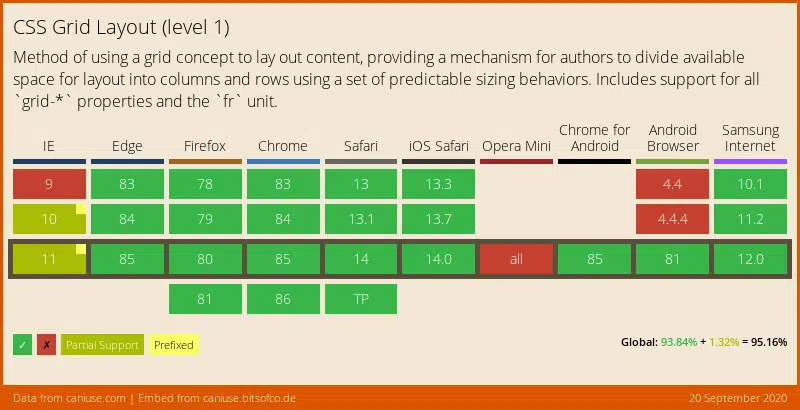 CSS Grid Layout (level 1)
Method of using a grid concept to lay out content, providing a mechanism for authors to divide available
space for layout into columns and rows using a set of predictable sizing behaviors. Includes support for all
`grid-*` properties and the `fr` unit.
IE Edge Firefox Chrome Safari iOS Safari Opera Mini Chrome for Android Android Browser Samsung Internet
9 83 78 83 13 13.3 4.4 10.1
10 84 79 84 13.1 13.7 4.4.4 11.2
11 85 80 85 14 14.0 all 85 81 12.0
81 86 TP
✓ ✗ Partial Support Prefixed
Global: 93.84% + 1.32% = 95.16%
Data from caniuse.com | Embed from caniuse.bitsofco.de
20 September 2020